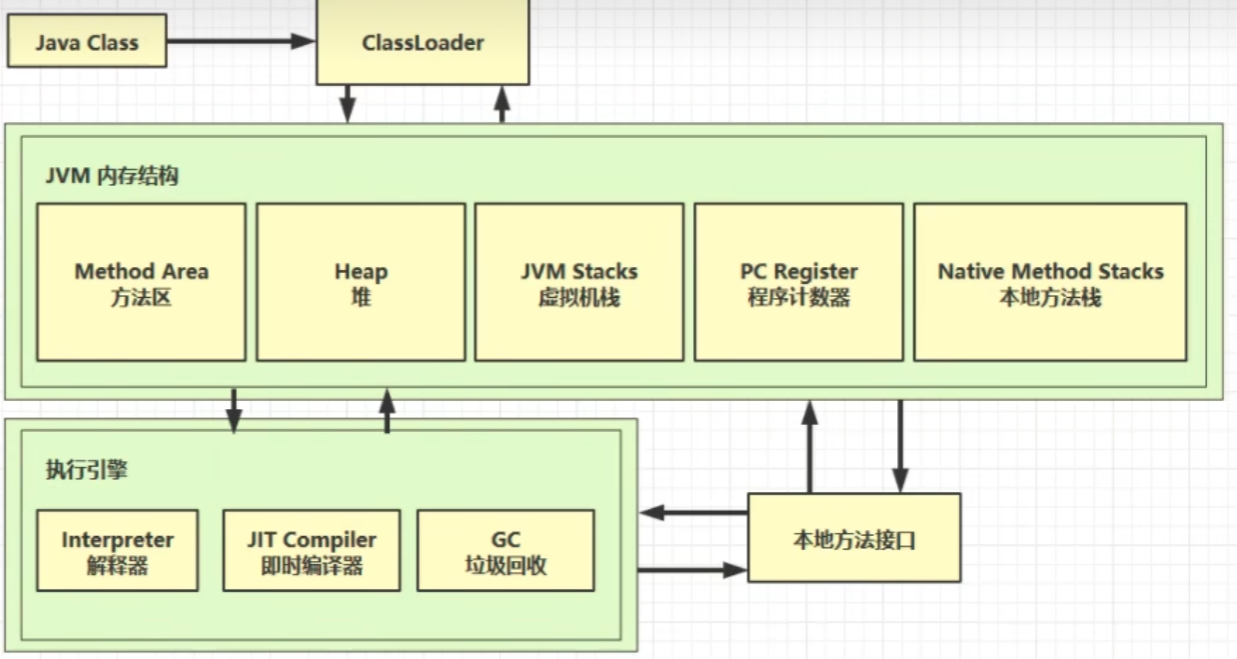 Java Class
ClassLoader
JVM 内存结构
Method Area
方法区
Heap
堆
JVM Stacks
虚拟机栈
PC Register
程序计数器
Native Method Stacks
本地方法栈
执行引擎
Interpreter
解释器
JIT Compiler
即时编译器
GC
垃圾回收
本地方法接口